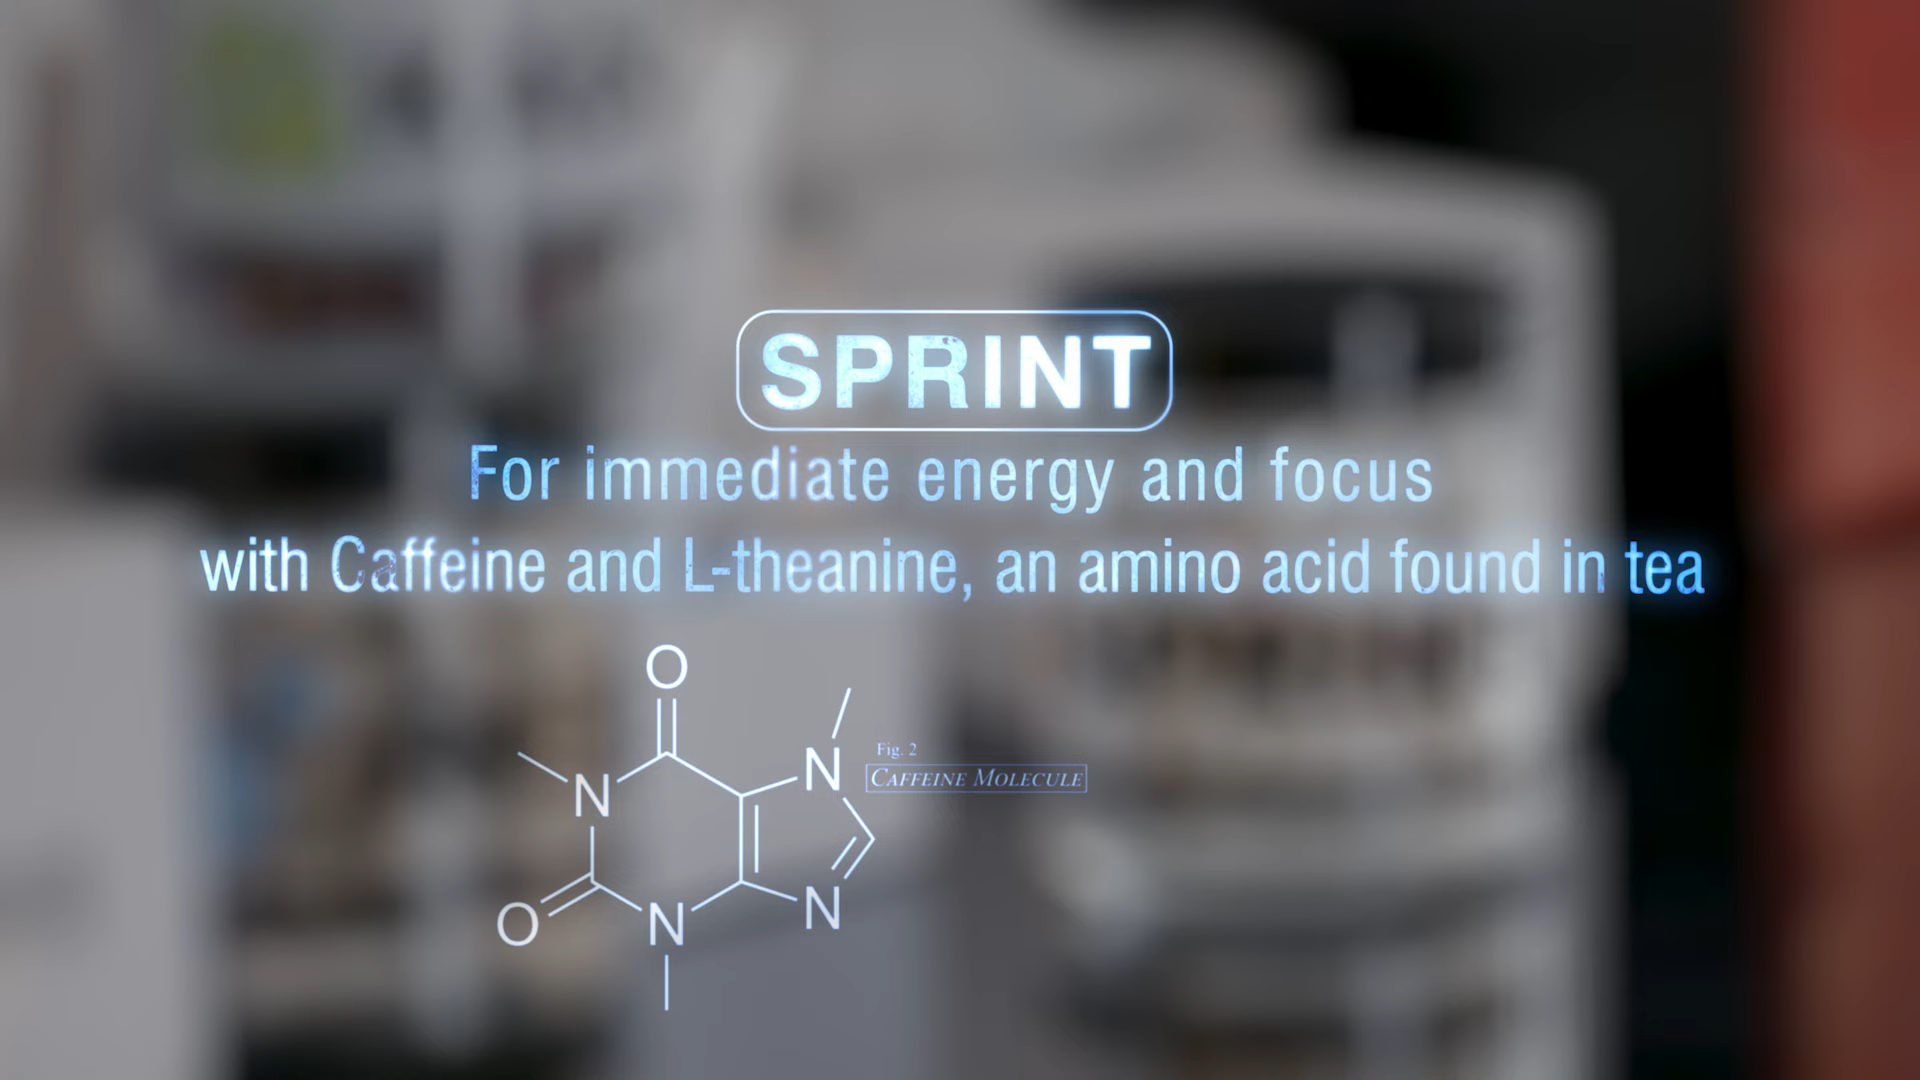 SPRINT
For immediate energy and focus
with Caffeine and L-theanine, an amino acid found in tea
O
N
N
Fig. 2
CAFFEINE MOLECULE
O
N
N